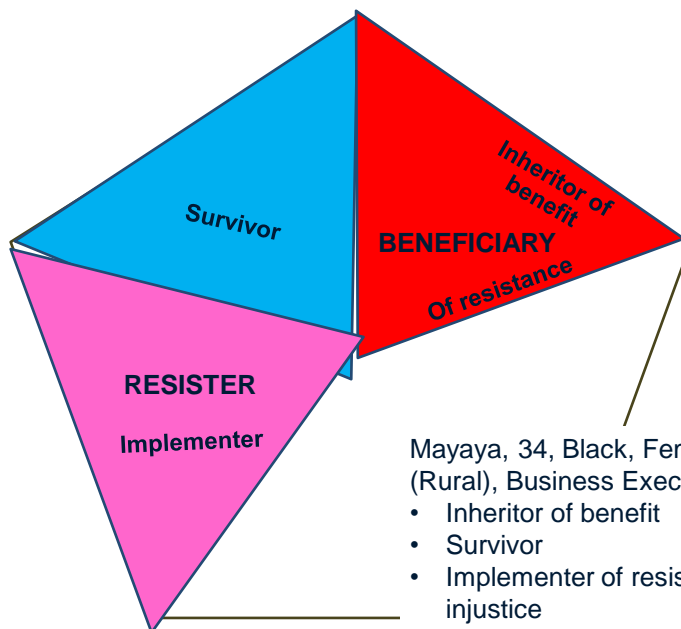 Inheritor of
benefit
Survivor
BENEFICIARY
Of resistance
RESISTER
Implementer
Mayaya, 34, Black,
(Rural), Business
• Inheritor of benefit
• Survivor
• Implementer of
injustice